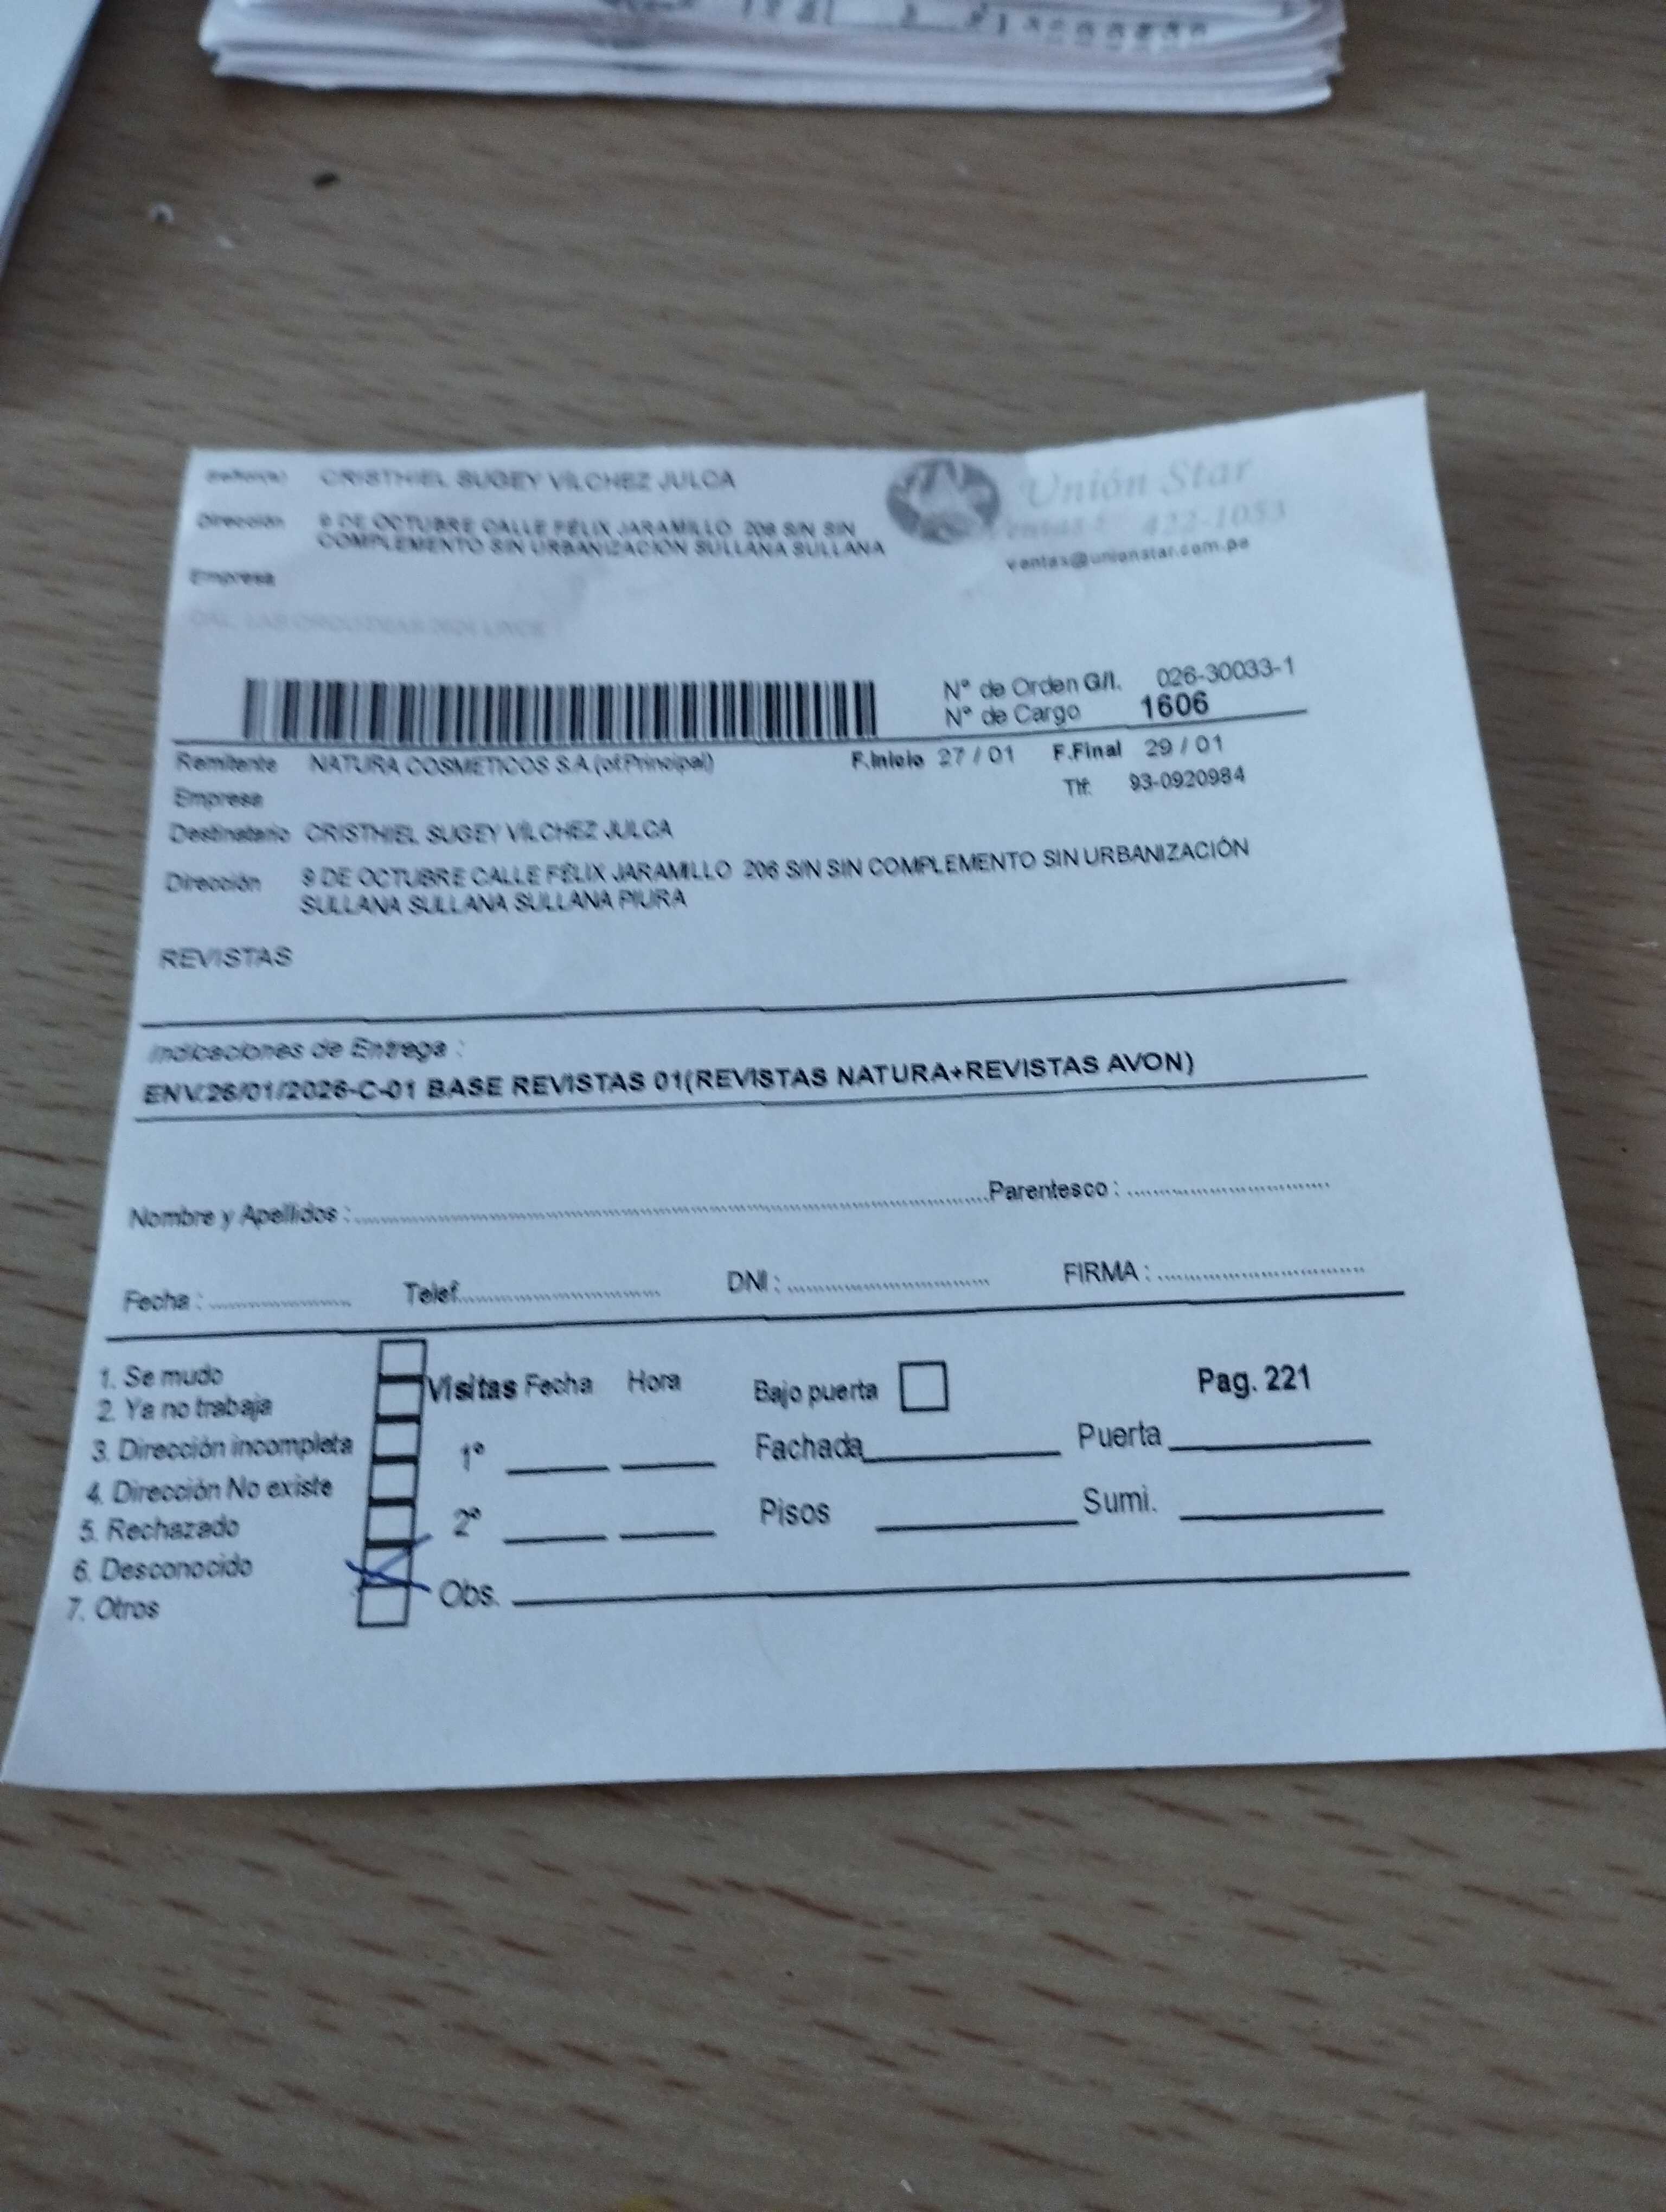 Señor(a) CRISTHIEL SUGEY VILCHEZ JULCA
Unión Star
Dirección 9 DE OCTUBRE CALLE FÉLIX JARAMILLO 206 S/N SIN
COMPLEMENTO SIN URBANIZACIÓN SULLANA SULLANA
Ventas : 422-1053
ventas@unionstar.com.pe
Empresa
N° de Orden G/I. 026-30033-1
N° de Cargo 1606
Remitente NATURA COSMETICOS S.A (of.Principal) F.Inicio 27 / 01 F.Final 29 / 01
Empresa Tlf: 93-0920984
Destinatario CRISTHIEL SUGEY VILCHEZ JULCA
Dirección 9 DE OCTUBRE CALLE FÉLIX JARAMILLO 206 S/N SIN COMPLEMENTO SIN URBANIZACIÓN
SULLANA SULLANA SULLANA PIURA
REVISTAS
Indicaciones de Entrega :
ENV.26/01/2026-C-01 BASE REVISTAS 01(REVISTAS NATURA+REVISTAS AVON)
Nombre y Apellidos : Parentesco :
Fecha : Telef. DNI : FIRMA :
1. Se mudo
2. Ya no trabaja
3. Dirección incompleta
4. Dirección No existe
5. Rechazado
6. Desconocido
7. Otros
Visitas Fecha Hora Bajo puerta Pag. 221
1° Fachada Puerta
2° Pisos Sumi.
Obs.